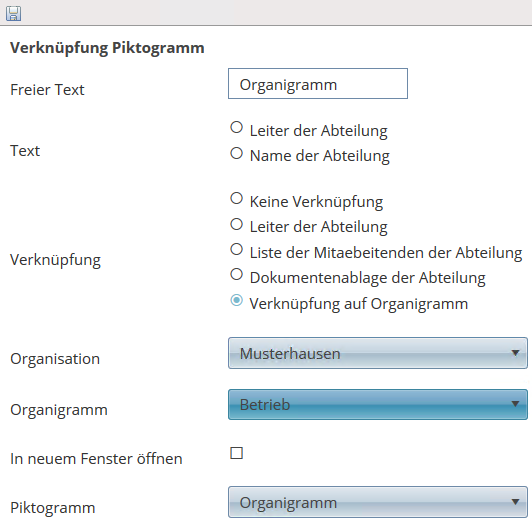 Verknüpfung Piktogramm
Freier Text Organigramm
Text
Leiter der Abteilung
Name der Abteilung
Verknüpfung
Keine Verknüpfung
Leiter der Abteilung
Liste der Mitaebeitenden der Abteilung
Dokumentenablage der Abteilung
Verknüpfung auf Organigramm
Organisation Musterhausen
Organigramm Betrieb
In neuem Fenster öffnen
Piktogramm Organigramm